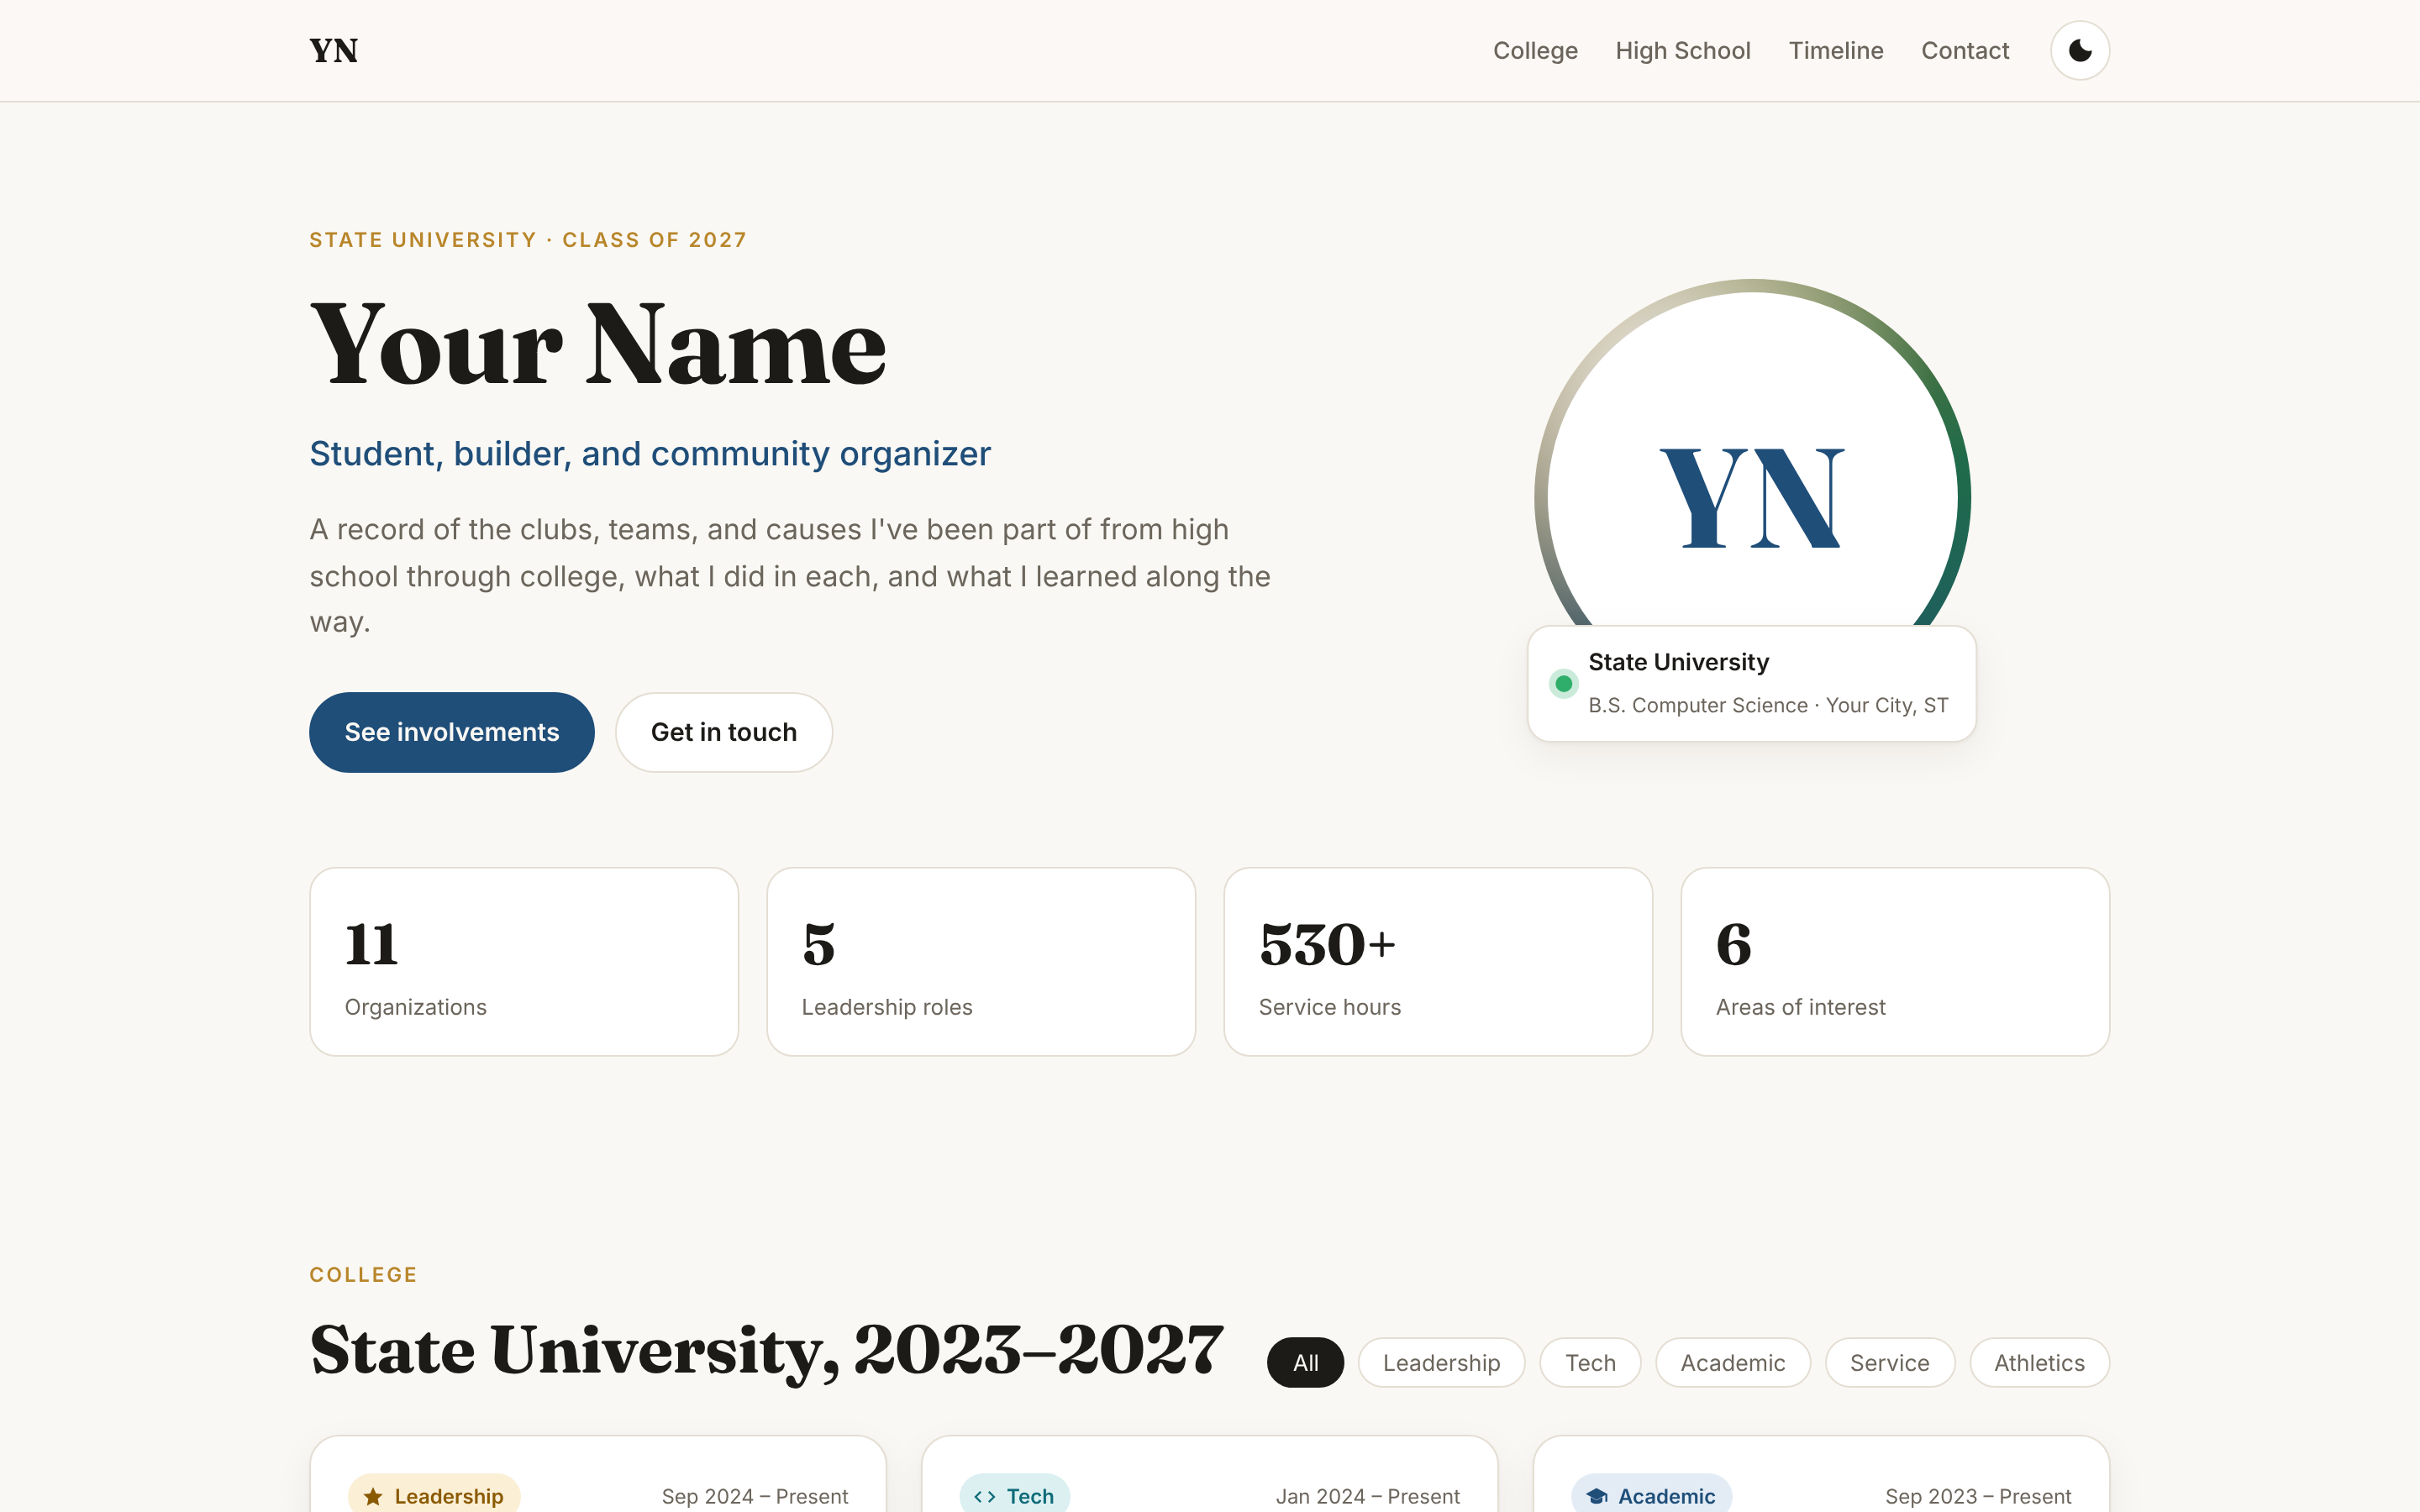 YN
College
High School
Timeline
Contact
STATE UNIVERSITY · CLASS OF 2027
Your Name
Student, builder, and community organizer
A record of the clubs, teams, and causes I've been part of from high
school through college, what I did in each, and what I learned along the
way.
See involvements
Get in touch
YN
State University
B.S. Computer Science · Your City, ST
11
Organizations
5
Leadership roles
530+
Service hours
6
Areas of interest
COLLEGE
State University, 2023–2027
All
Leadership
Tech
Academic
Service
Athletics
Leadership
Sep 2024 – Present
Tech
Jan 2024 – Present
Academic
Sep 2023 – Present